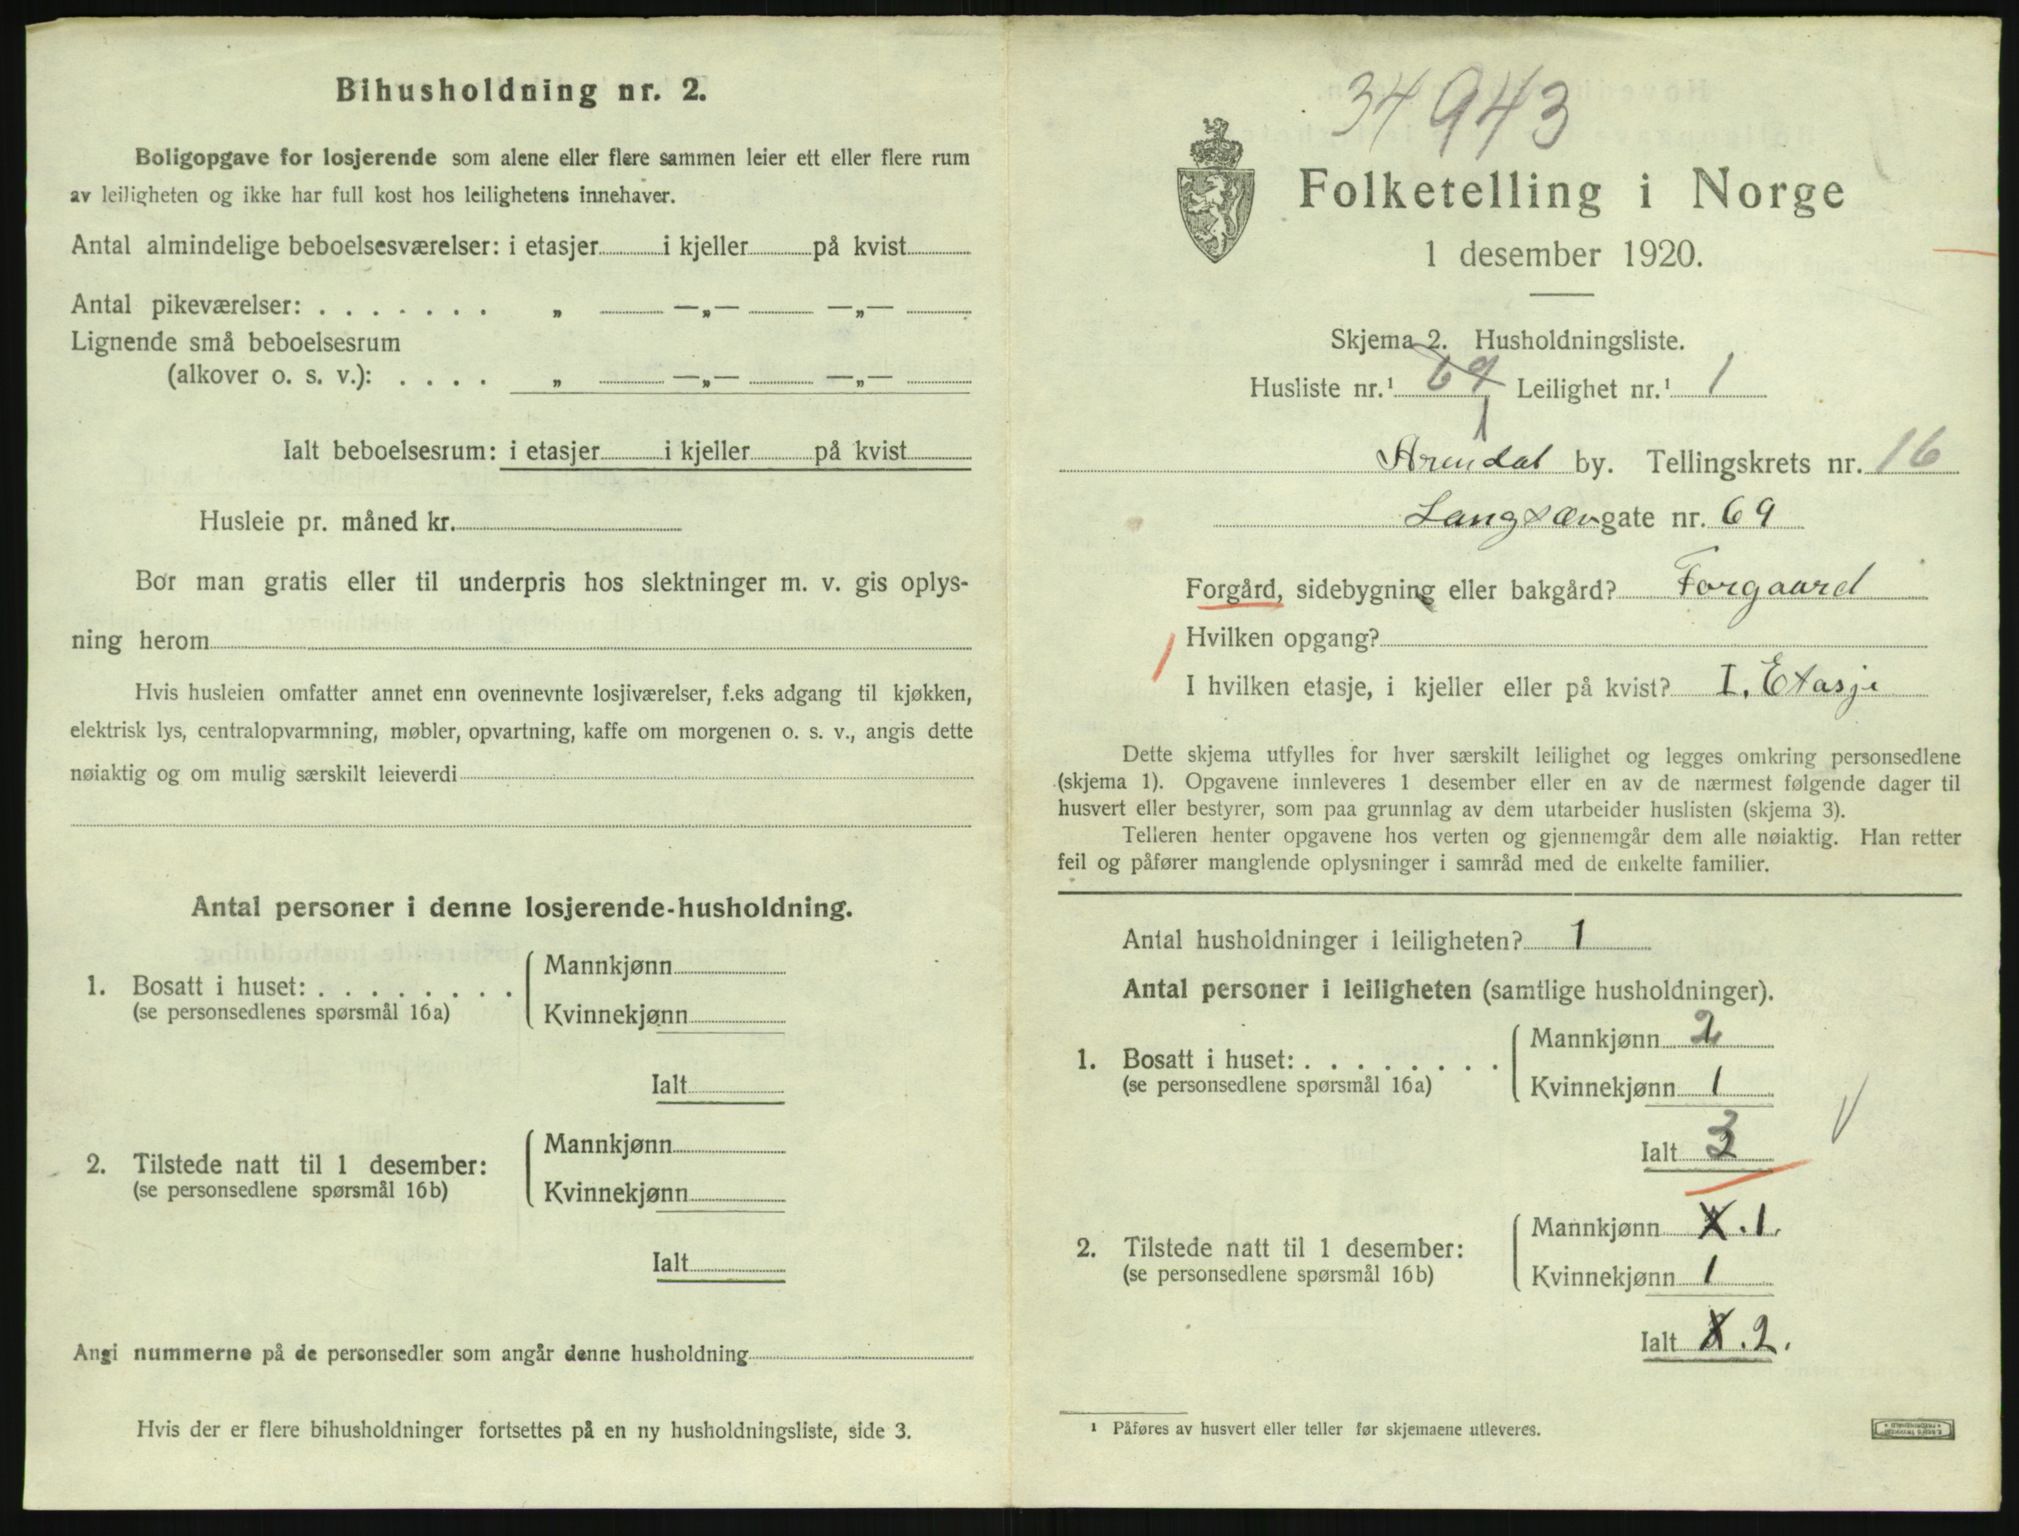 Bihusholdning nr. 2.
Boligopgave for losjerende som alene eller flere sammen leier ett eller flere rum
av leiligheten og ikke har full kost hos leilighetens innehaver.
Antal almindelige beboelsesværelser: i etasjer i kjeller på kvist
Antal pikeværelser: . . . . . . . „ —„— —„—
Lignende små beboelsesrum
(alkover o. s. v.): . . . . „ —„— —„—
Ialt beboelsesrum: i etasjer i kjeller på kvist
Husleie pr. måned kr.
Bor man gratis eller til underpris hos slektninger m. v. gis oplys-
ning herom
Hvis husleien omfatter annet enn ovennevnte losjiværelser, f.eks adgang til kjøkken,
elektrisk lys, centralopvarmning, møbler, opvartning, kaffe om morgenen o. s. v., angis dette
nøiaktig og om mulig særskilt leieverdi
Antal personer i denne losjerende-husholdning.
1. Bosatt i huset: . . . . . . . . Mannkjønn
(se personsedlenes spørsmål 16a) Kvinnekjønn
Ialt
2. Tilstede natt til 1 desember: Mannkjønn
(se personsedlene spørsmål 16b) Kvinnekjønn
Ialt
Angi nummerne på de personsedler som angår denne husholdning
Hvis der er flere bihusholdninger fortsettes på en ny husholdningsliste, side 3.
34 943
Folketelling i Norge
1 desember 1920.
Skjema 2. Husholdningsliste.
Husliste nr.¹ 69 Leilighet nr.¹ 1
1
Arendal by. Tellingskrets nr. 16
Langsævgate nr. 69
Forgård, sidebygning eller bakgård? Forgaard
Hvilken opgang?
1
I hvilken etasje, i kjeller eller på kvist? I. Etasje
Dette skjema utfylles for hver særskilt leilighet og legges omkring personsedlene
(skjema 1). Opgavene innleveres 1 desember eller en av de nærmest følgende dager til
husvert eller bestyrer, som paa grunnlag av dem utarbeider huslisten (skjema 3).
Telleren henter opgavene hos verten og gjennemgår dem alle nøiaktig. Han retter
feil og påfører manglende oplysninger i samråd med de enkelte familier.
Antal husholdninger i leiligheten? 1
Antal personer i leiligheten (samtlige husholdninger).
1. Bosatt i huset: . . . . . . . . Mannkjønn 2
(se personsedlene spørsmål 16a) Kvinnekjønn 1
Ialt 3
2. Tilstede natt til 1 desember: Mannkjønn .1.
(se personsedlene spørsmål 16b) Kvinnekjønn 1
Ialt .2.
¹ Påføres av husvert eller teller før skjemaene utleveres.